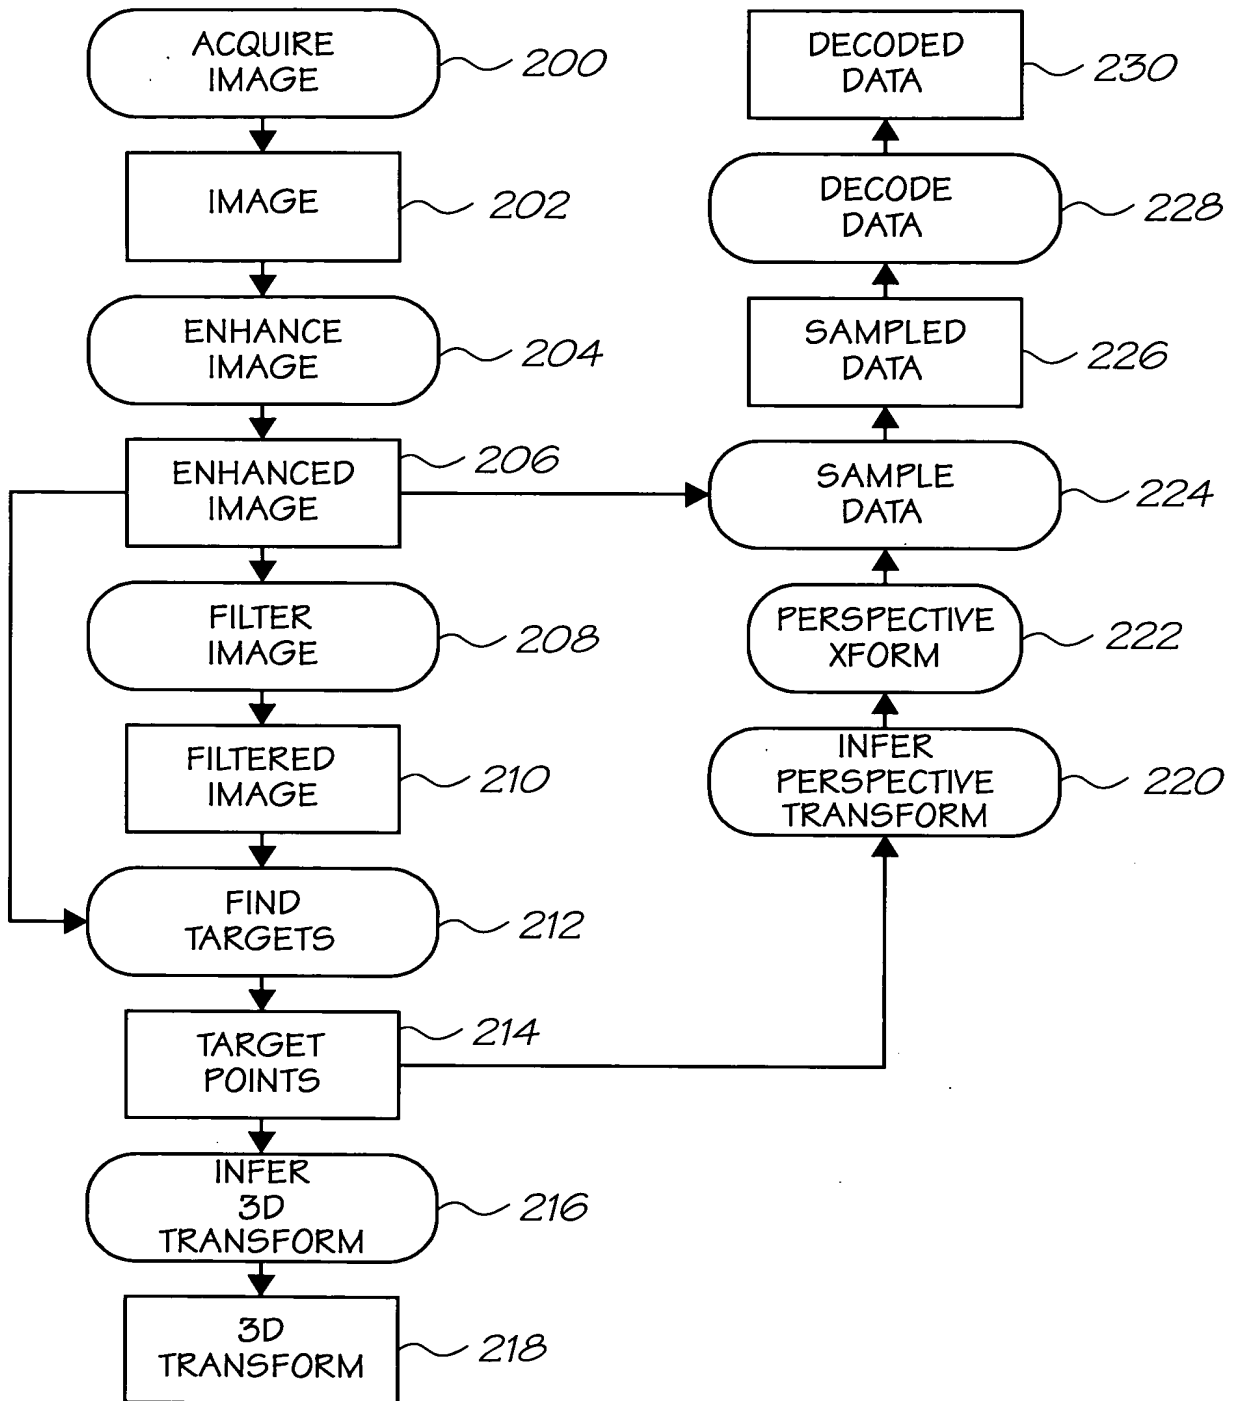 ACQUIRE
IMAGE
200
IMAGE
202
ENHANCE
IMAGE
204
ENHANCED
IMAGE
206
FILTER
IMAGE
208
FILTERED
IMAGE
210
FIND
TARGETS
212
TARGET
POINTS
214
INFER
3D
TRANSFORM
216
3D
TRANSFORM
218
DECODED
DATA
230
DECODE
DATA
228
SAMPLED
DATA
226
SAMPLE
DATA
224
PERSPECTIVE
XFORM
222
INFER
PERSPECTIVE
TRANSFORM
220